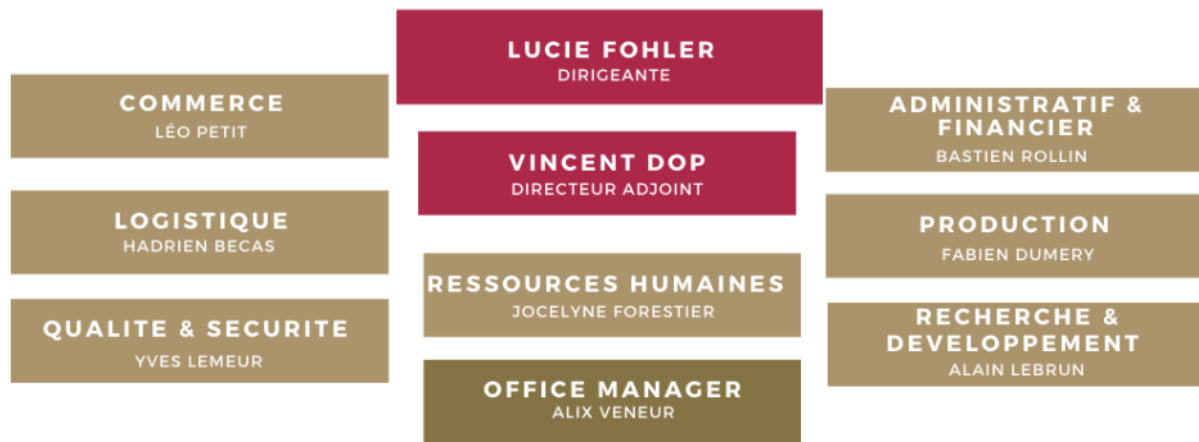 LUCIE FOHLER
DIRIGEANTE
COMMERCE
LÉO PETIT
ADMINISTRATIF &
FINANCIER
BASTIEN ROLLIN
VINCENT DOP
DIRECTEUR ADJOINT
LOGISTIQUE
HADRIEN BECAS
PRODUCTION
FABIEN DUMERY
RESSOURCES HUMAINES
JOCELYNE FORESTIER
QUALITE & SECURITE
YVES LEMEUR
RECHERCHE &
DEVELOPPEMENT
ALAIN LEBRUN
OFFICE MANAGER
ALIX VENEUR